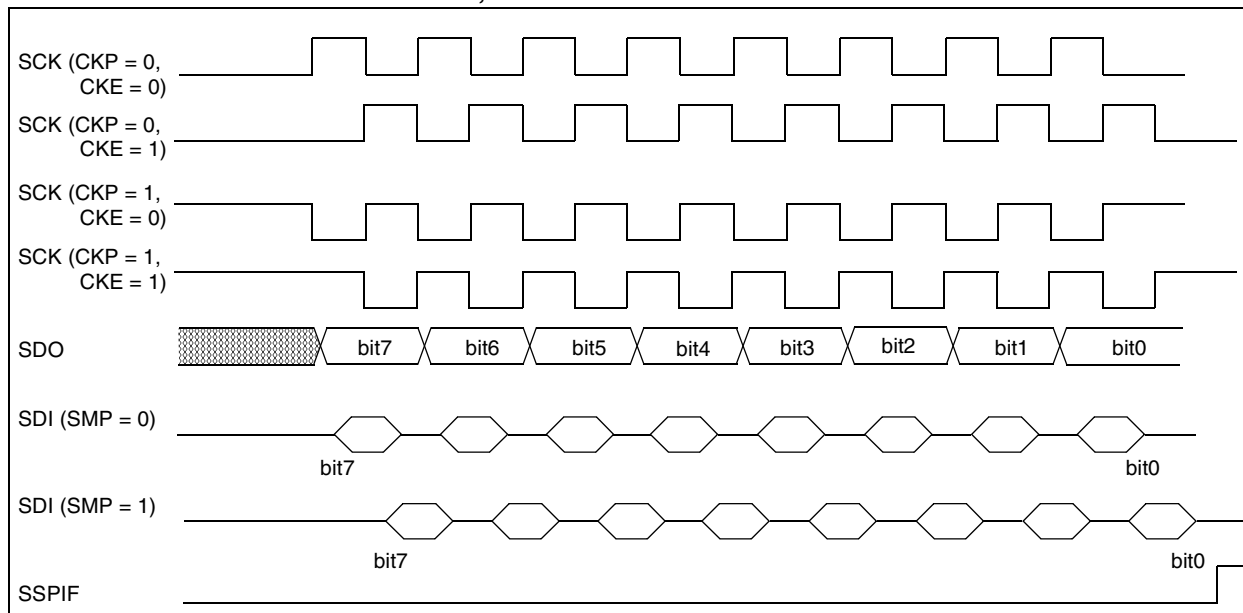 SCK (CKP = 0,
CKE = 0)
SCK (CKP = 0,
CKE = 1)
SCK (CKP = 1,
CKE = 0)
SCK (CKP = 1,
CKE = 1)
SDO bit7 bit6 bit5 bit4 bit3 bit2 bit1 bit0
SDI (SMP = 0)
bit7 bit0
SDI (SMP = 1)
bit7 bit0
SSPIF